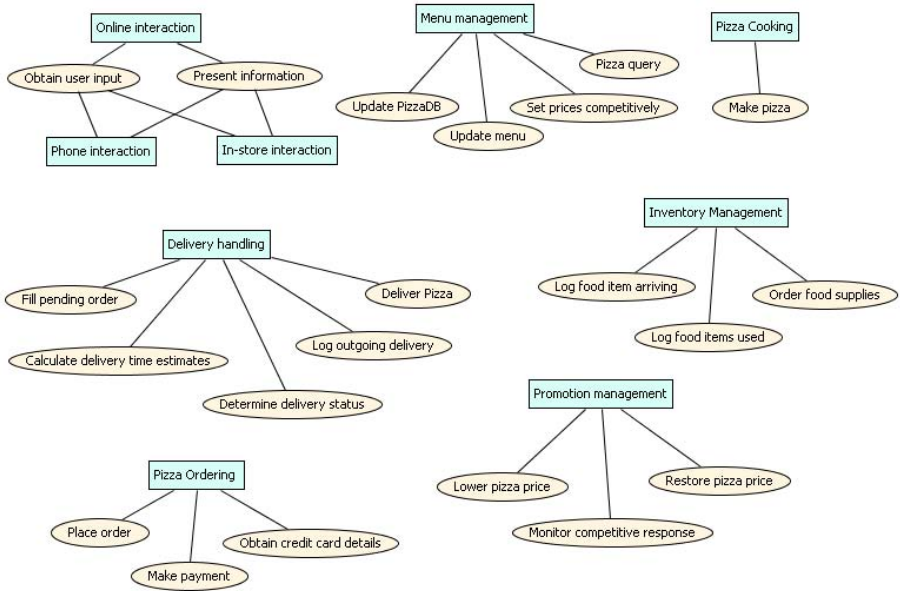 Online interaction
Obtain user input
Present information
Phone interaction
In-store interaction
Menu management
Pizza query
Update PizzaDB
Set prices competitively
Update menu
Pizza Cooking
Make pizza
Delivery handling
Fill pending order
Deliver Pizza
Calculate delivery time estimates
Log outgoing delivery
Determine delivery status
Inventory Management
Log food item arriving
Order food supplies
Log food items used
Promotion management
Lower pizza price
Restore pizza price
Monitor competitive response
Pizza Ordering
Place order
Obtain credit card details
Make payment